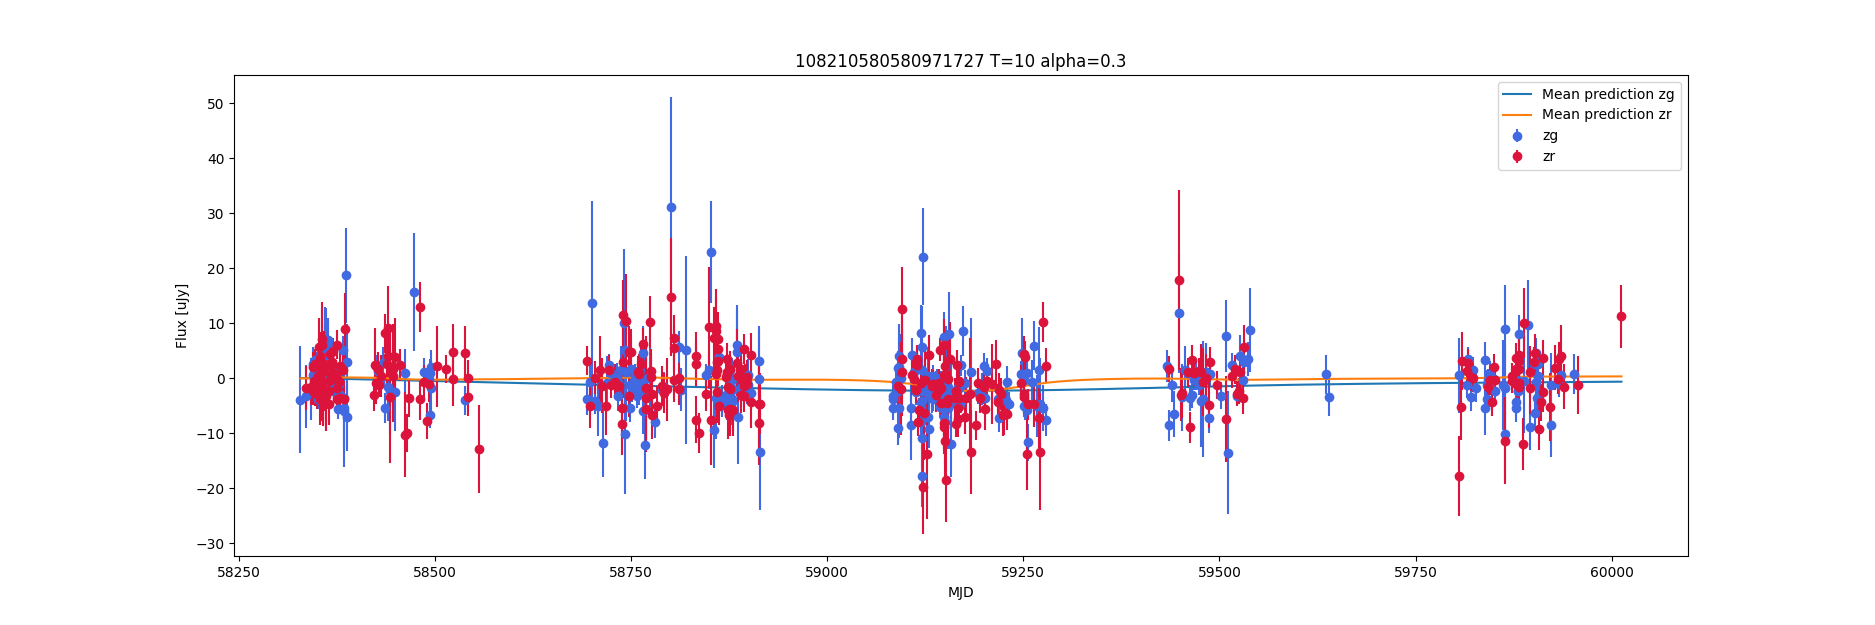 108210580580971727 T=10 alpha=0.3
Mean prediction zg
Mean prediction zr
zg
zr
Flux [uJy]
50
40
30
20
10
0
−10
−20
−30
58250 58500 58750 59000 59250 59500 59750 60000
MJD